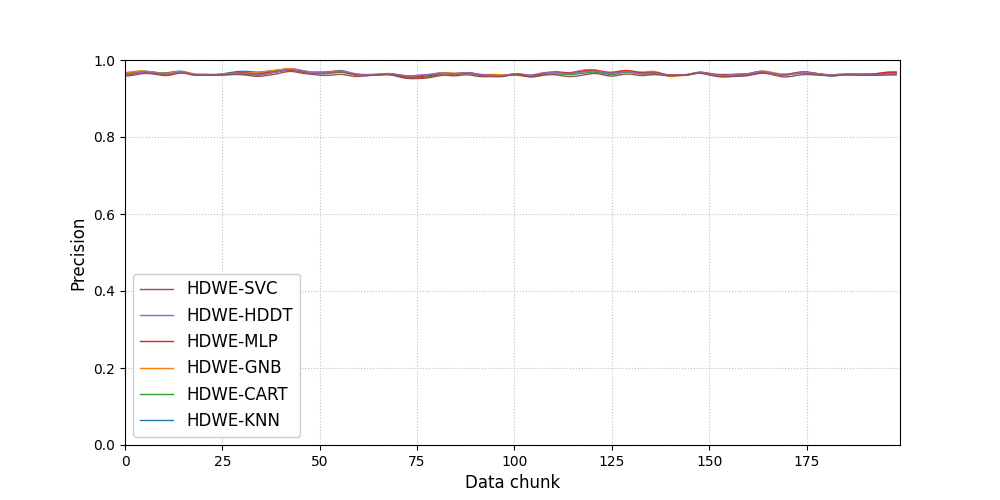 1.0
0.8
0.6
0.4
0.2
0.0
Precision
HDWE-SVC
HDWE-HDDT
HDWE-MLP
HDWE-GNB
HDWE-CART
HDWE-KNN
0 25 50 75 100 125 150 175
Data chunk